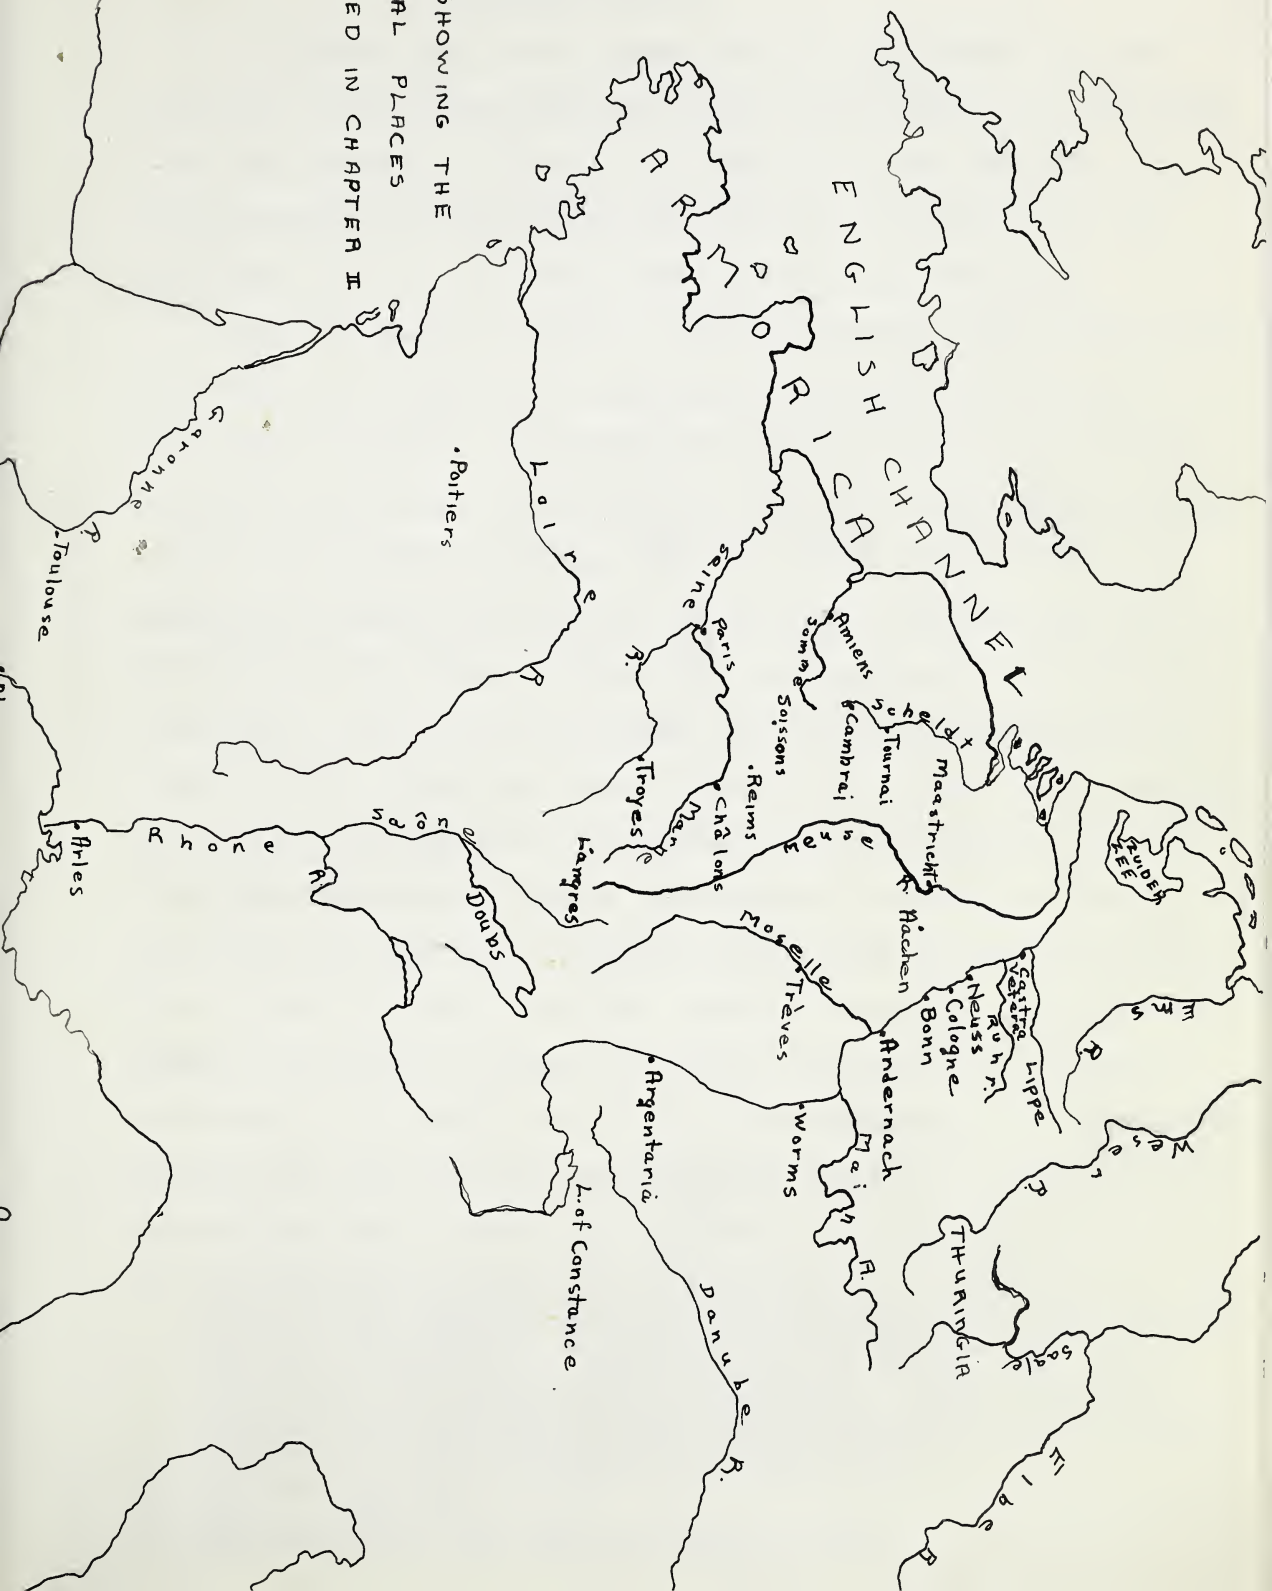 HOWING THE
AL PLACES
ED IN CHAPTER II
ENGLISH CHANNEL
ARMORICA
ZUIDER
ZEE
Ems R.
Weser R.
Elbe R.
Saale
THURINGIA
Lippe
Ruhr
Castra
Vetera
Neuss
Cologne
Bonn
Aachen
Andernach
Maastricht
Scheldt
Tournai
Cambrai
Amiens
Somme
Soissons
Reims
Meuse R.
Moselle
Trèves
Main R.
Worms
Seine R.
Paris
Châlons
Marne
Troyes
Langres
Argentaria
Danube R.
L. of Constance
Loire R
Poitiers
Saône
Doubs
Garonne R
Toulouse
Rhone R.
Arles